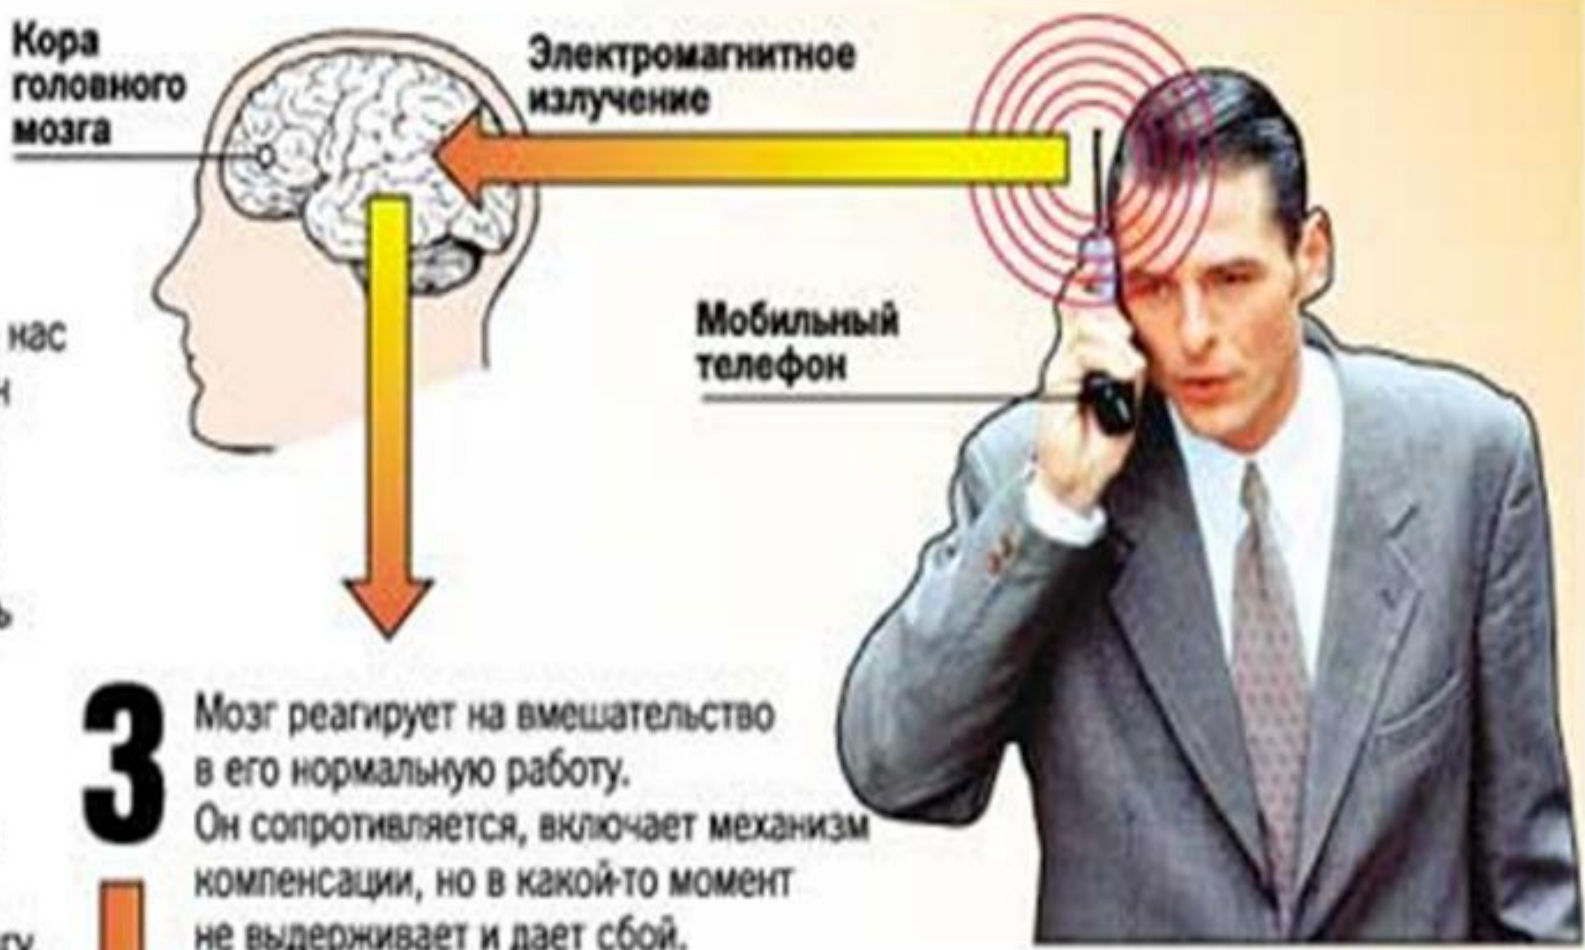 Кора
головного
мозга
Электромагнитное
излучение
Мобильный
телефон
нас
3
Мозг реагирует на вмешательство
в его нормальную работу.
Он сопротивляется, включает механизм
компенсации, но в какой-то момент
не выдерживает и дает сбой.